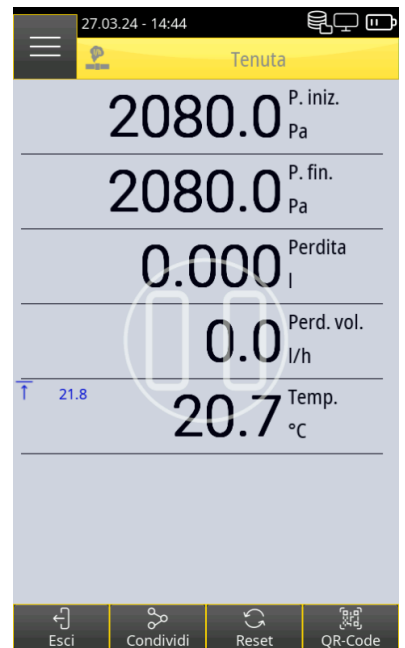 27.03.24 - 14:44
Tenuta
2080.0 P. iniz.
Pa
2080.0 P. fin.
Pa
0.000 Perdita
l
0.0 Perd. vol.
l/h
21.8
20.7 Temp.
°C
Esci Condividi Reset QR-Code